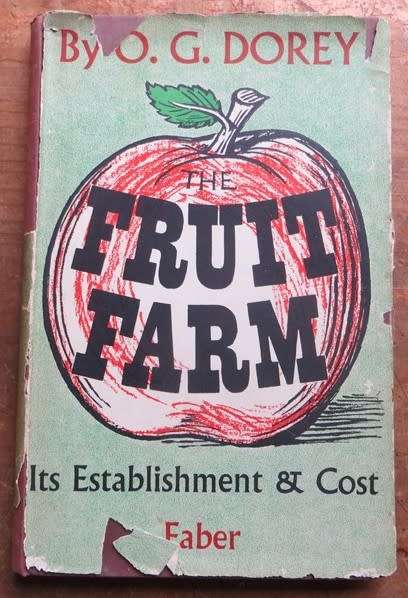 By O. G. DOREY
THE
FRUIT
FARM
Its Establishment & Cost
Faber